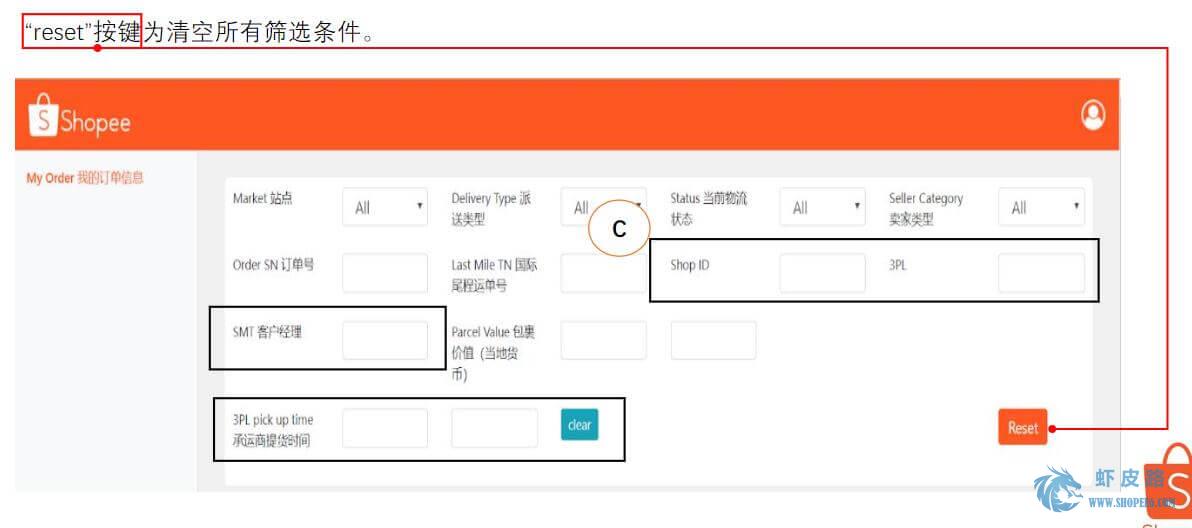 “reset”按键为清空所有筛选条件。
Shopee
My Order 我的订单信息
Market 站点
All
Delivery Type 派
送类型
All
Status 当前物流
状态
All
Seller Category
卖家类型
All
C
Order SN 订单号
Last Mile TN 国际
尾程运单号
Shop ID
3PL
SMT 客户经理
Parcel Value 包裹
价值（当地货
币）
3PL pick up time
承运商提货时间
clear
Reset
虾皮路
WWW.SHOPEE6.COM